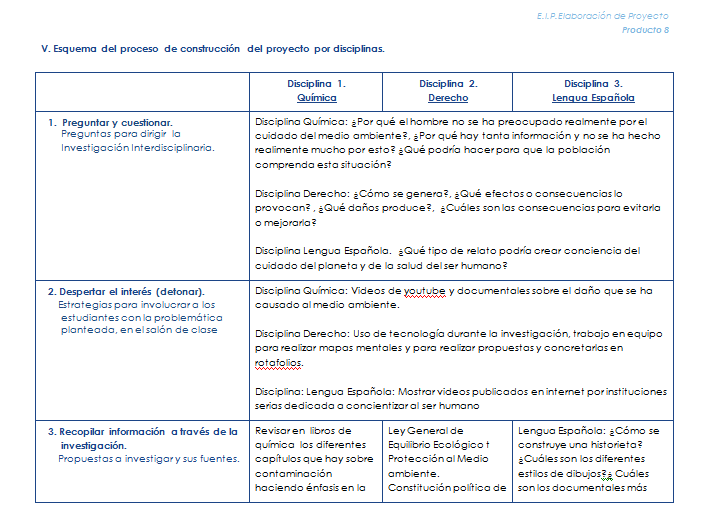 E.I.P.Elaboración de Proyecto
Producto 8
V. Esquema del proceso de construcción del proyecto por disciplinas.
Disciplina 1.
Química
Disciplina 2.
Derecho
Disciplina 3.
Lengua Española
1. Preguntar y cuestionar.
Preguntas para dirigir la
Investigación Interdisciplinaria.
Disciplina Química: ¿Por qué el hombre no se ha preocupado realmente por el
cuidado del medio ambiente?, ¿Por qué hay tanta información y no se ha hecho
realmente mucho por esto? ¿Qué podría hacer para que la población
comprenda esta situación?
Disciplina Derecho: ¿Cómo se genera?, ¿Qué efectos o consecuencias lo
provocan? , ¿Qué daños produce?, ¿Cuáles son las consecuencias para evitarla
o mejorarla?
Disciplina Lengua Española. ¿Qué tipo de relato podría crear conciencia del
cuidado del planeta y de la salud del ser humano?
2. Despertar el interés (detonar).
Estrategias para involucrar a los
estudiantes con la problemática
planteada, en el salón de clase
Disciplina Química: Videos de youtube y documentales sobre el daño que se ha
causado al medio ambiente.
Disciplina Derecho: Uso de tecnología durante la investigación, trabajo en equipo
para realizar mapas mentales y para realizar propuestas y concretarlas en
rotafolios.
Disciplina: Lengua Española: Mostrar videos publicados en internet por instituciones
serias dedicada a concientizar al ser humano
3. Recopilar información a través de la
investigación.
Propuestas a investigar y sus fuentes.
Revisar en libros de
química los diferentes
capítulos que hay sobre
contaminación
haciendo énfasis en la
Ley General de
Equilibrio Ecológico t
Protección al Medio
ambiente.
Constitución política de
Lengua Española: ¿Cómo se
construye una historieta?
¿Cuáles son los diferentes
estilos de dibujos?¿ Cuáles
son los documentales más